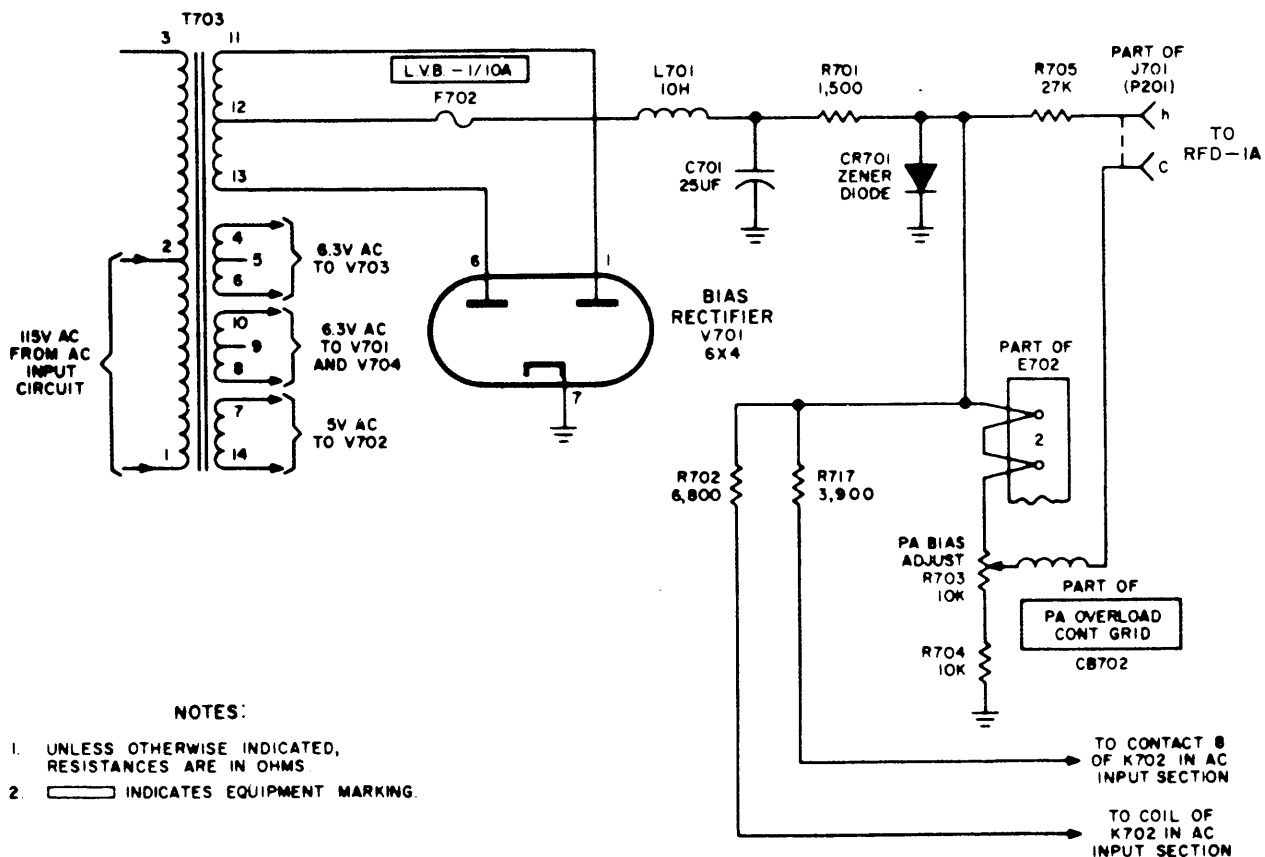 T703
3
11
L.V.B. - 1/10A
F702
12
13
L701
10H
R701
1,500
R705
27K
PART OF
J701
(P201)
h
C
TO
RFD-1A
C701
25UF
CR701
ZENER
DIODE
2
4
5
6
6.3V AC
TO V703
10
9
8
6.3V AC
TO V701
AND V704
7
14
5V AC
TO V702
1
115V AC
FROM AC
INPUT
CIRCUIT
6
1
7
BIAS
RECTIFIER
V701
6X4
PART OF
E702
2
R702
6,800
R717
3,900
PA BIAS
ADJUST
R703
10K
PART OF
PA OVERLOAD
CONT GRID
CB702
R704
10K
NOTES:
1. UNLESS OTHERWISE INDICATED,
RESISTANCES ARE IN OHMS.
2. INDICATES EQUIPMENT MARKING.
TO CONTACT 8
OF K702 IN AC
INPUT SECTION
TO COIL OF
K702 IN AC
INPUT SECTION